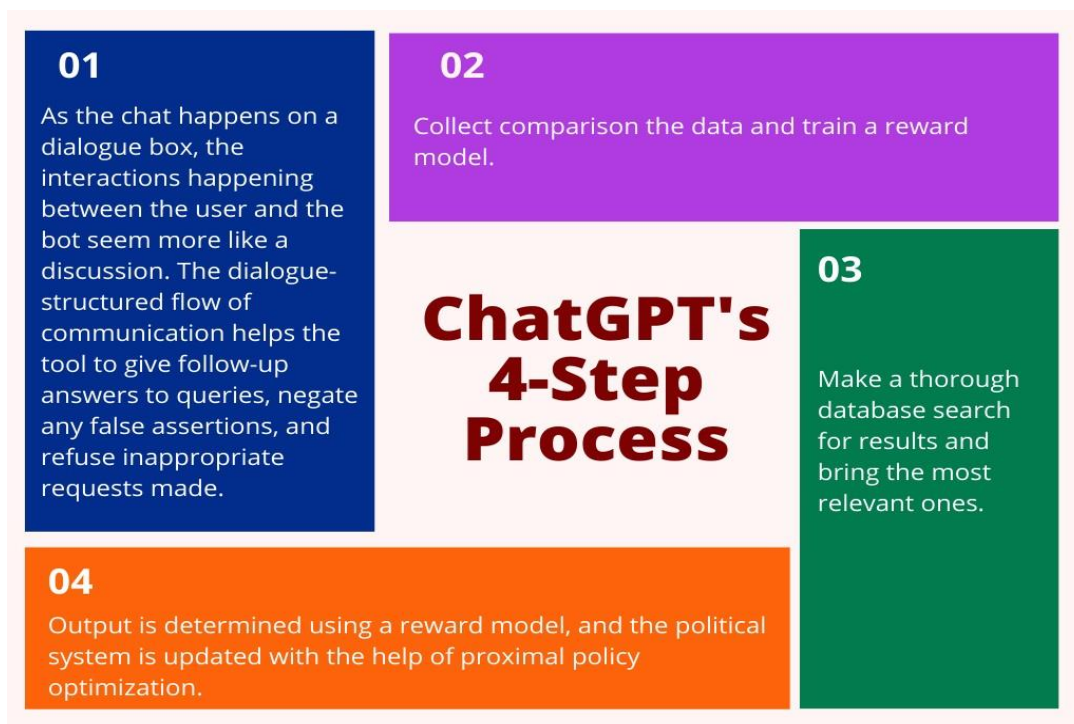 01
As the chat happens on a
dialogue box, the
interactions happening
between the user and the
bot seem more like a
discussion. The dialogue-
structured flow of
communication helps the
tool to give follow-up
answers to queries, negate
any false assertions, and
refuse inappropriate
requests made.
02
Collect comparison the data and train a reward
model.
ChatGPT's
4-Step
Process
03
Make a thorough
database search
for results and
bring the most
relevant ones.
04
Output is determined using a reward model, and the political
system is updated with the help of proximal policy
optimization.